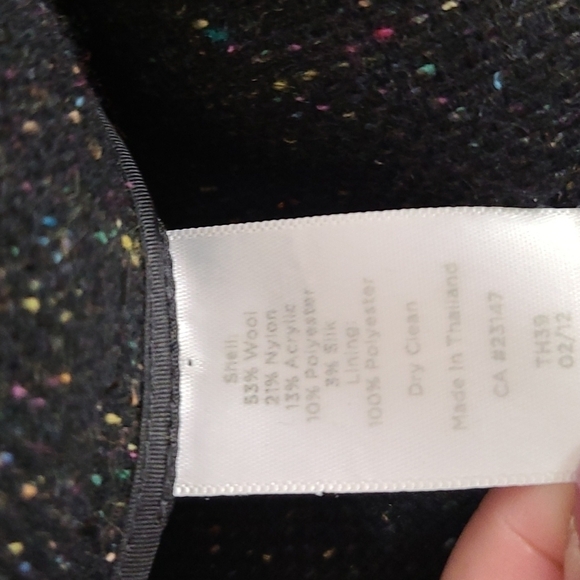 Shell:
53% Wool
21% Nylon
13% Acrylic
10% Polyester
3% Silk
Lining:
100% Polyester
Dry Clean
Made In Thailand
CA #23147
TH39
02/12